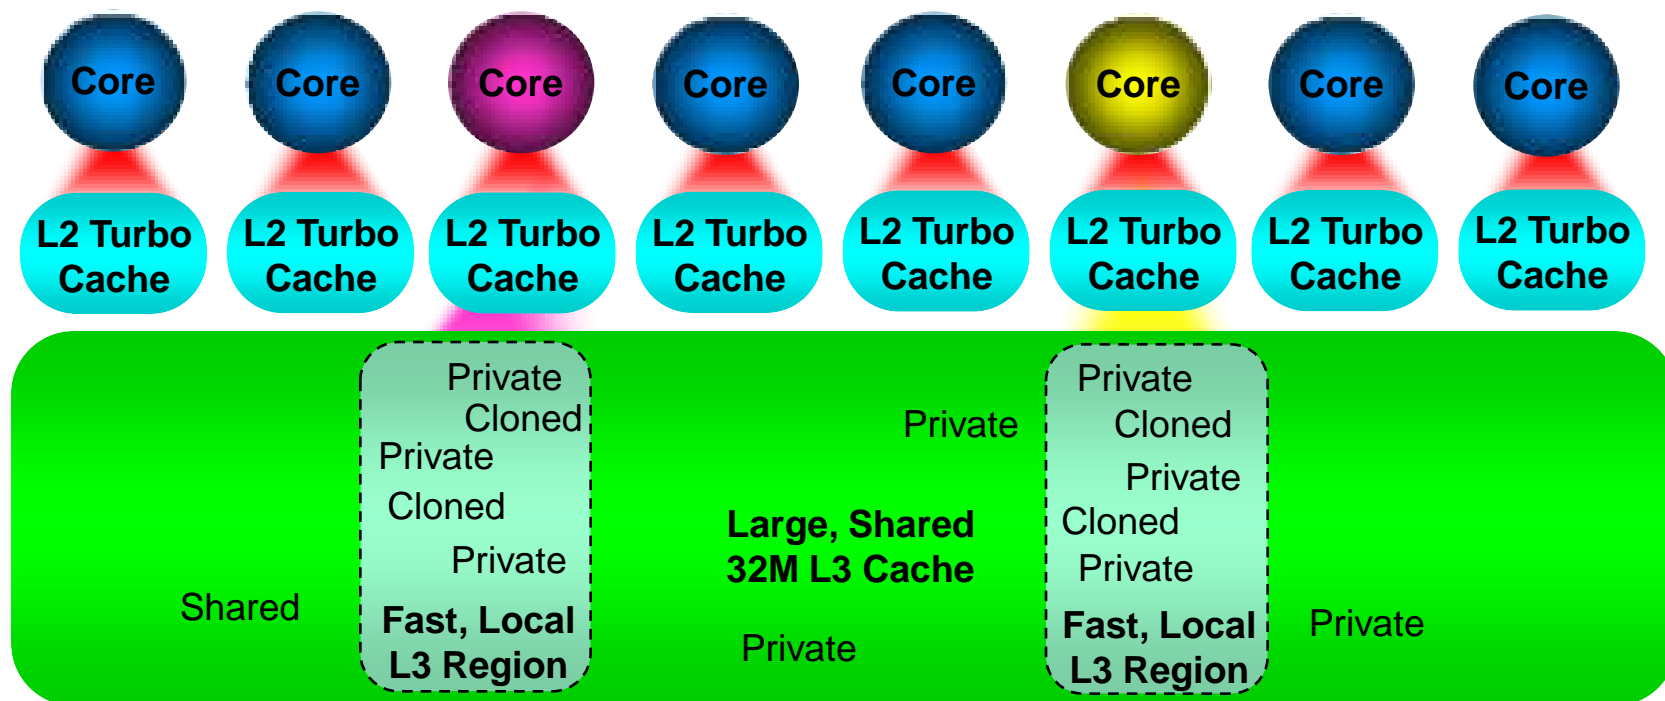 Core
Core
Core
Core
Core
Core
Core
Core
L2 Turbo
Cache
L2 Turbo
Cache
L2 Turbo
Cache
L2 Turbo
Cache
L2 Turbo
Cache
L2 Turbo
Cache
L2 Turbo
Cache
L2 Turbo
Cache
Shared
Private
Cloned
Private
Cloned
Private
Fast, Local
L3 Region
Private
Large, Shared
32M L3 Cache
Private
Private
Cloned
Private
Cloned
Private
Fast, Local
L3 Region
Private